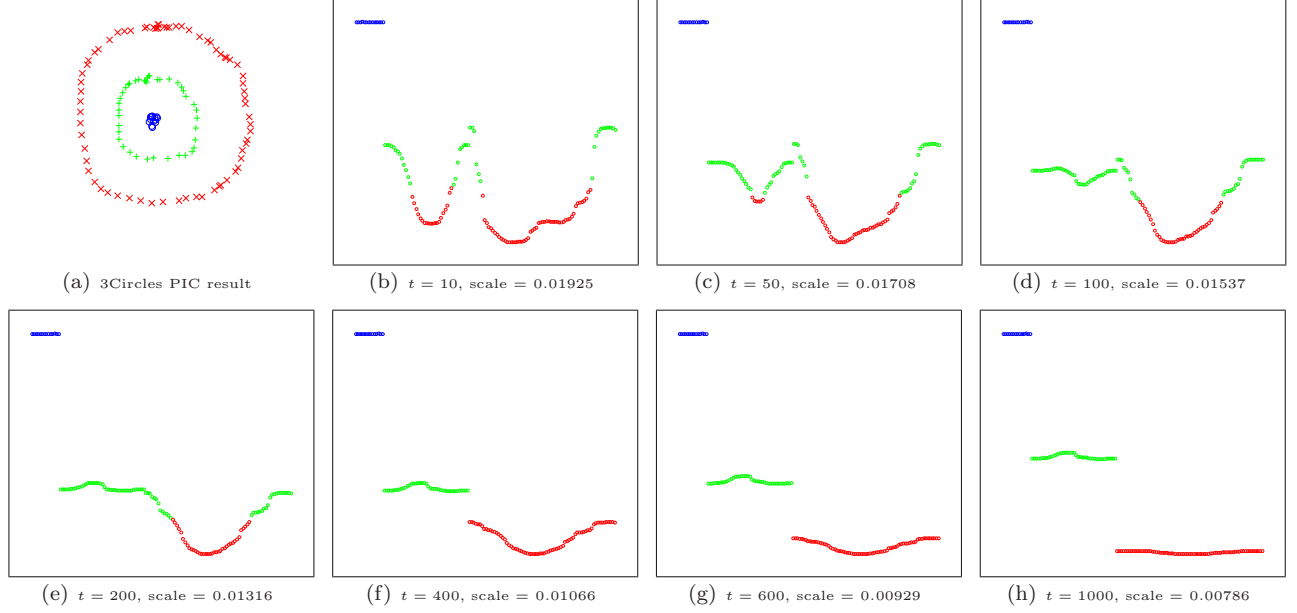 (a) 3Circles PIC result
(b) t = 10, scale = 0.01925
(c) t = 50, scale = 0.01708
(d) t = 100, scale = 0.01537
(e) t = 200, scale = 0.01316
(f) t = 400, scale = 0.01066
(g) t = 600, scale = 0.00929
(h) t = 1000, scale = 0.00786